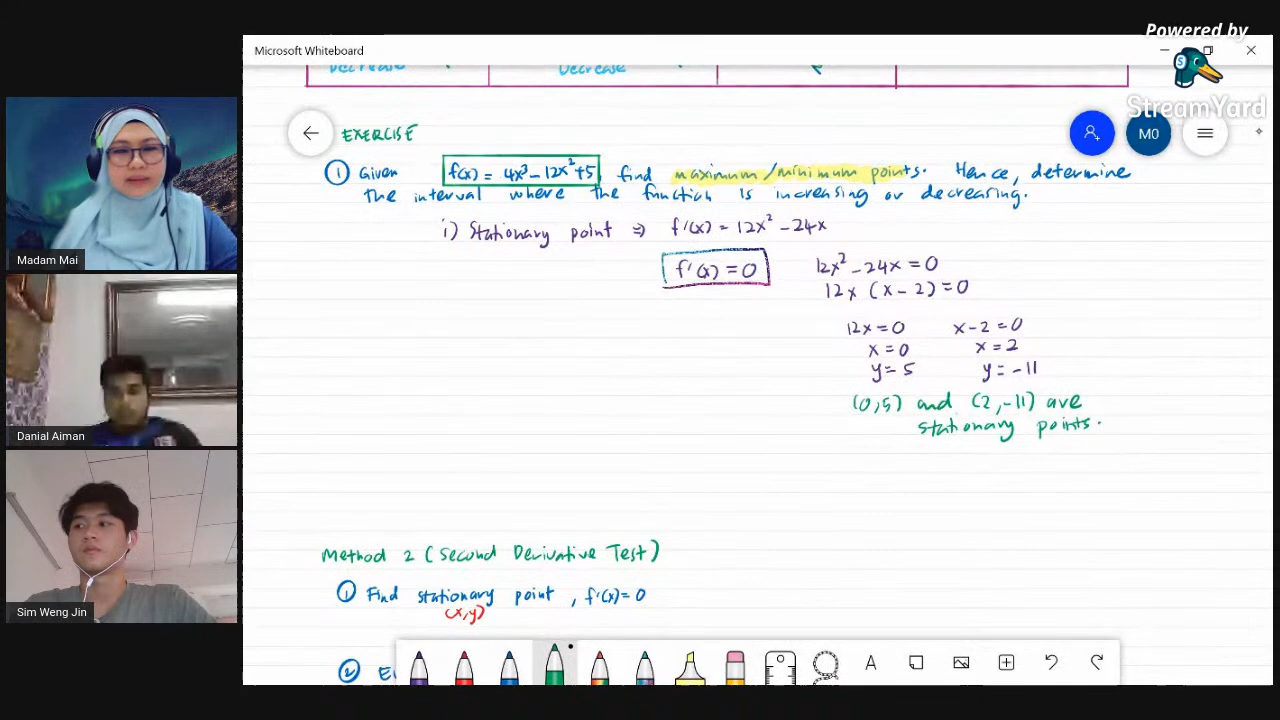 Powered by
StreamYard
Microsoft Whiteboard
Decrease
Decrease
M0
EXERCISE
① Given f(x) = 4x³ - 12x² + 5, find maximum/minimum points. Hence, determine
the interval where the function is increasing or decreasing.
i) Stationary point ⇒ f'(x) = 12x² - 24x
f'(x) = 0
12x² - 24x = 0
12x (x - 2) = 0
12x = 0 x - 2 = 0
x = 0 x = 2
y = 5 y = -11
(0,5) and (2, -11) are
stationary points.
Method 2 (Second Derivative Test)
① Find stationary point, f'(x) = 0
(x,y)
②
A
Madam Mai
Danial Aiman
Sim Weng Jin